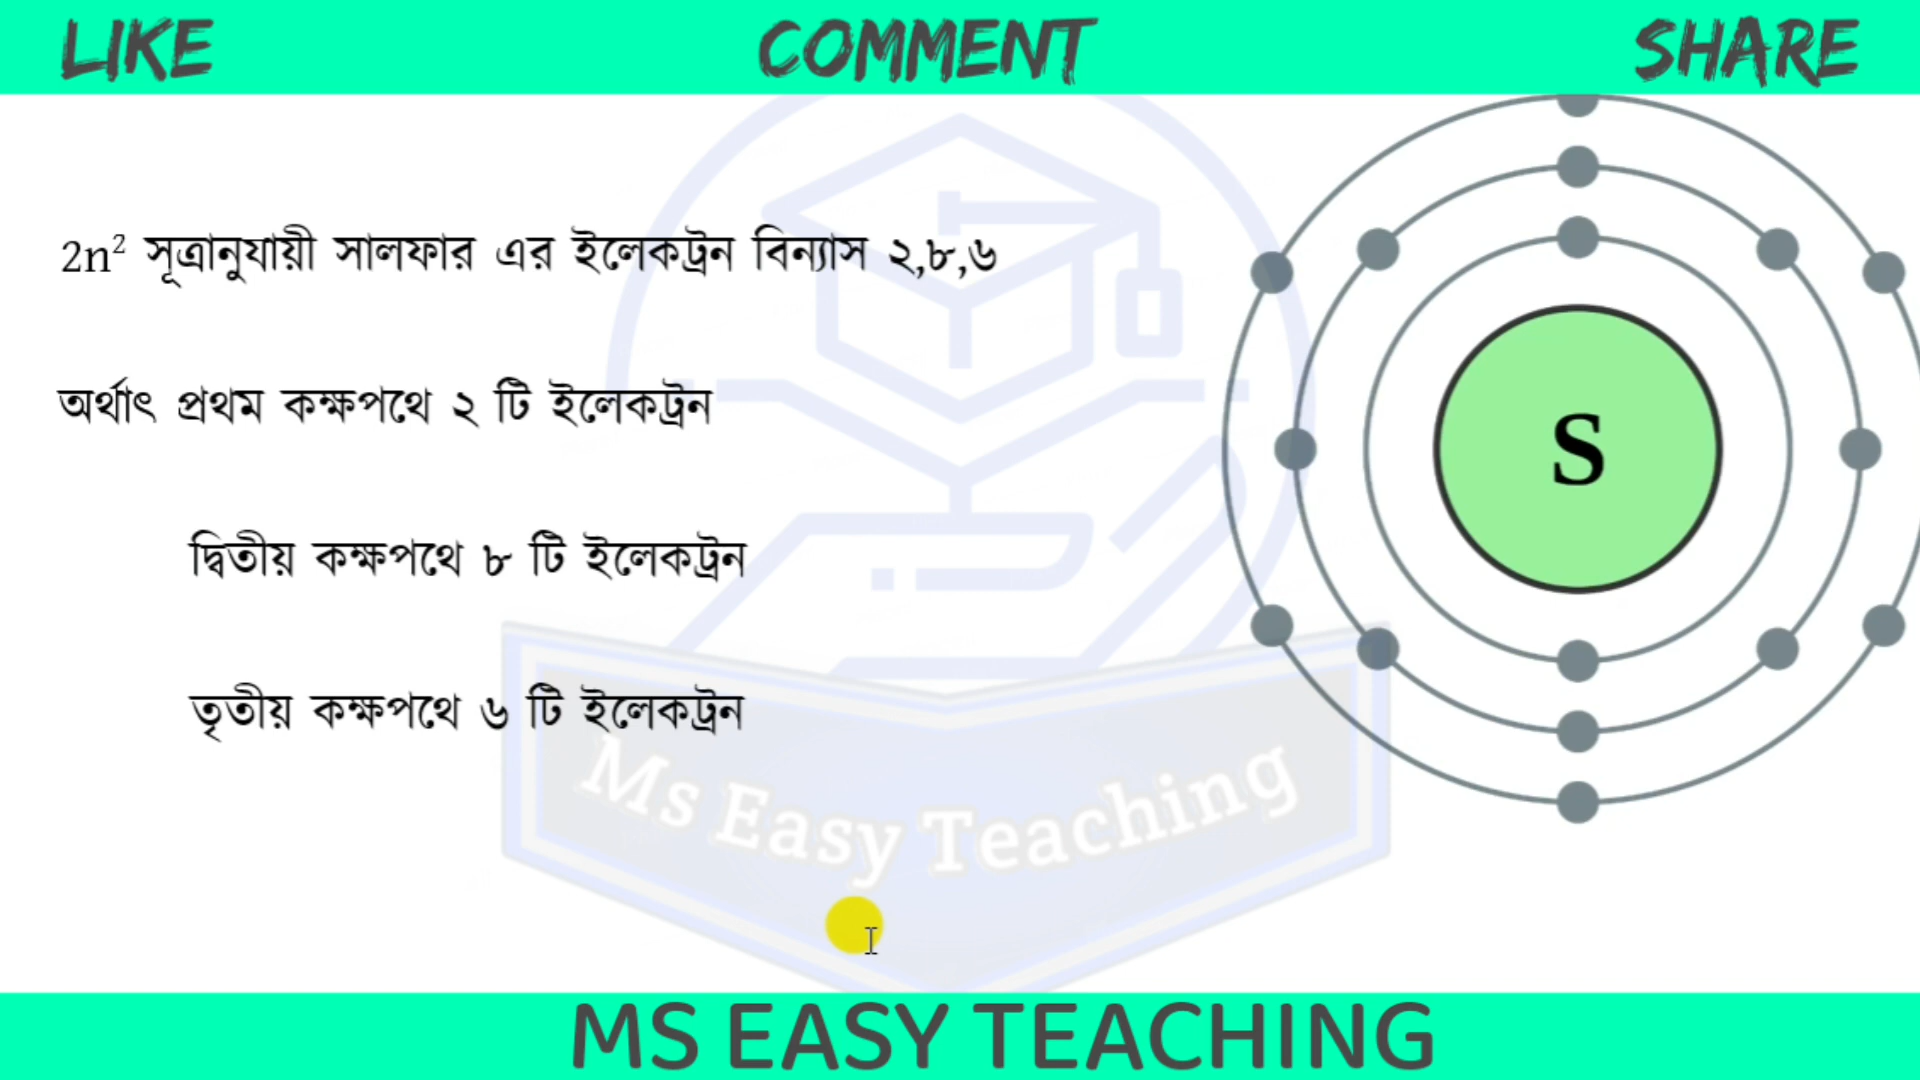 LIKE COMMENT SHARE
2n² সূত্রানুযায়ী সালফার এর ইলেকট্রন বিন্যাস ২,৮,৬
অর্থাৎ প্রথম কক্ষপথে ২ টি ইলেকট্রন
দ্বিতীয় কক্ষপথে ৮ টি ইলেকট্রন
তৃতীয় কক্ষপথে ৬ টি ইলেকট্রন
S
Ms Easy Teaching
MS EASY TEACHING